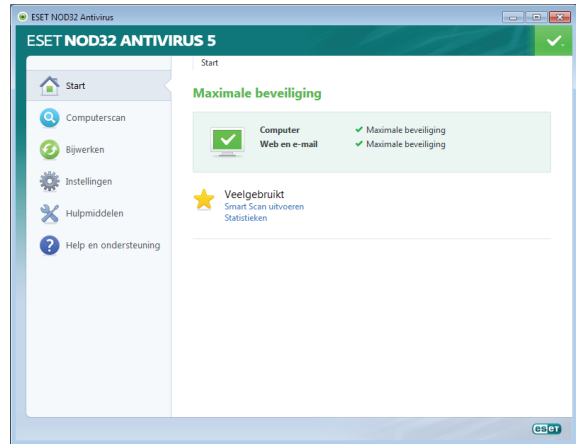 ESET NOD32 Antivirus
ESET NOD32 ANTIVIRUS 5
Start
Start
Computerscan
Bijwerken
Instellingen
Hulpmiddelen
Help en ondersteuning
Maximale beveiliging
Computer ✔ Maximale beveiliging
Web en e-mail ✔ Maximale beveiliging
Veelgebruikt
Smart Scan uitvoeren
Statistieken
eset